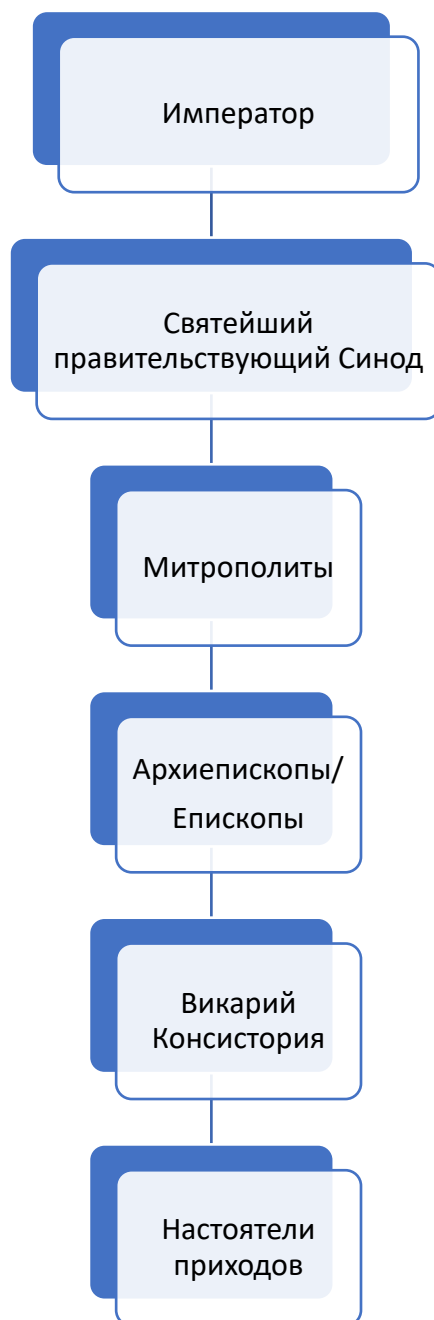 Император
Святейший
правительствующий Синод
Митрополиты
Архиепископы/
Епископы
Викарий
Консистория
Настоятели
приходов